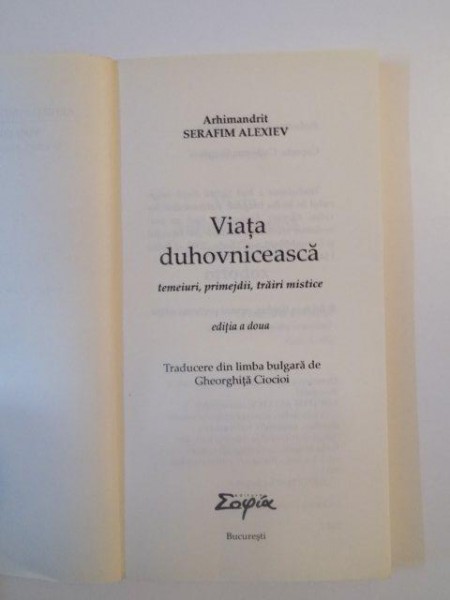 Arhimandrit
SERAFIM ALEXIEV
Viața
duhovnicească
temeiuri, primejdii, trăiri mistice
ediția a doua
Traducere din limba bulgară de
Gheorghiță Ciocioi
Σοφία
București